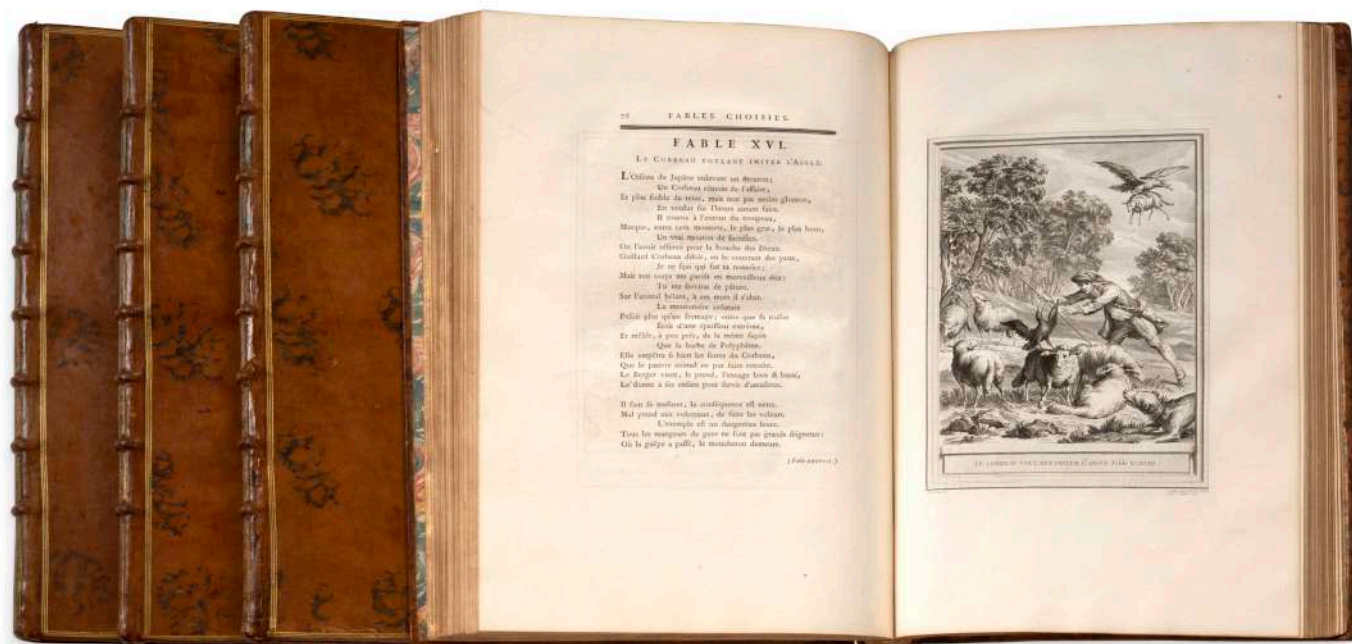 76 FABLES CHOISIES.
FABLE XVI.
LE CORBEAU VOULANT IMITER L'AIGLE.
L'Oiseau de Jupiter enlevant un mouton;
Un Corbeau témoin de l'affaire,
Et plus foible de reins, mais non pas moins glouton,
En voulut sur l'heure autant faire.
Il tourne à l'entour du troupeau,
Marque, entre cent moutons, le plus gras, le plus beau,
Un vrai mouton de sacrifice.
On l'avoit réservé pour la bouche des Dieux.
Gaillard Corbeau disoit, en le couvrant des yeux,
Je ne sçai qui fut ta nourrice;
Mais ton corps me paroît en merveilleux état:
Tu me serviras de pâture.
Sur l'animal bêlant, à ces mots il s'abat.
La moutonnière créature
Pesoit plus qu'un fromage; outre que sa toison
Etoit d'une épaisseur extrême,
Et mêlée, à peu près, de la même façon
Que la barbe de Polyphême.
Elle empêtra si bien les serres du Corbeau,
Que le pauvre animal ne put faire retraite.
Le Berger vient, le prend, l'encage bien & beau,
Le donne à ses enfans pour servir d'amusette.
Il faut se mesurer, la conséquence est nette.
Mal prend aux volereaux, de faire les voleurs.
L'exemple est un dangereux leurre.
Tous les mangeurs de gens ne sont pas grands seigneurs:
Où la guêpe a passé, le moucheron demeure.
LE CORBEAU VOULANT IMITER L'AIGLE. Fable